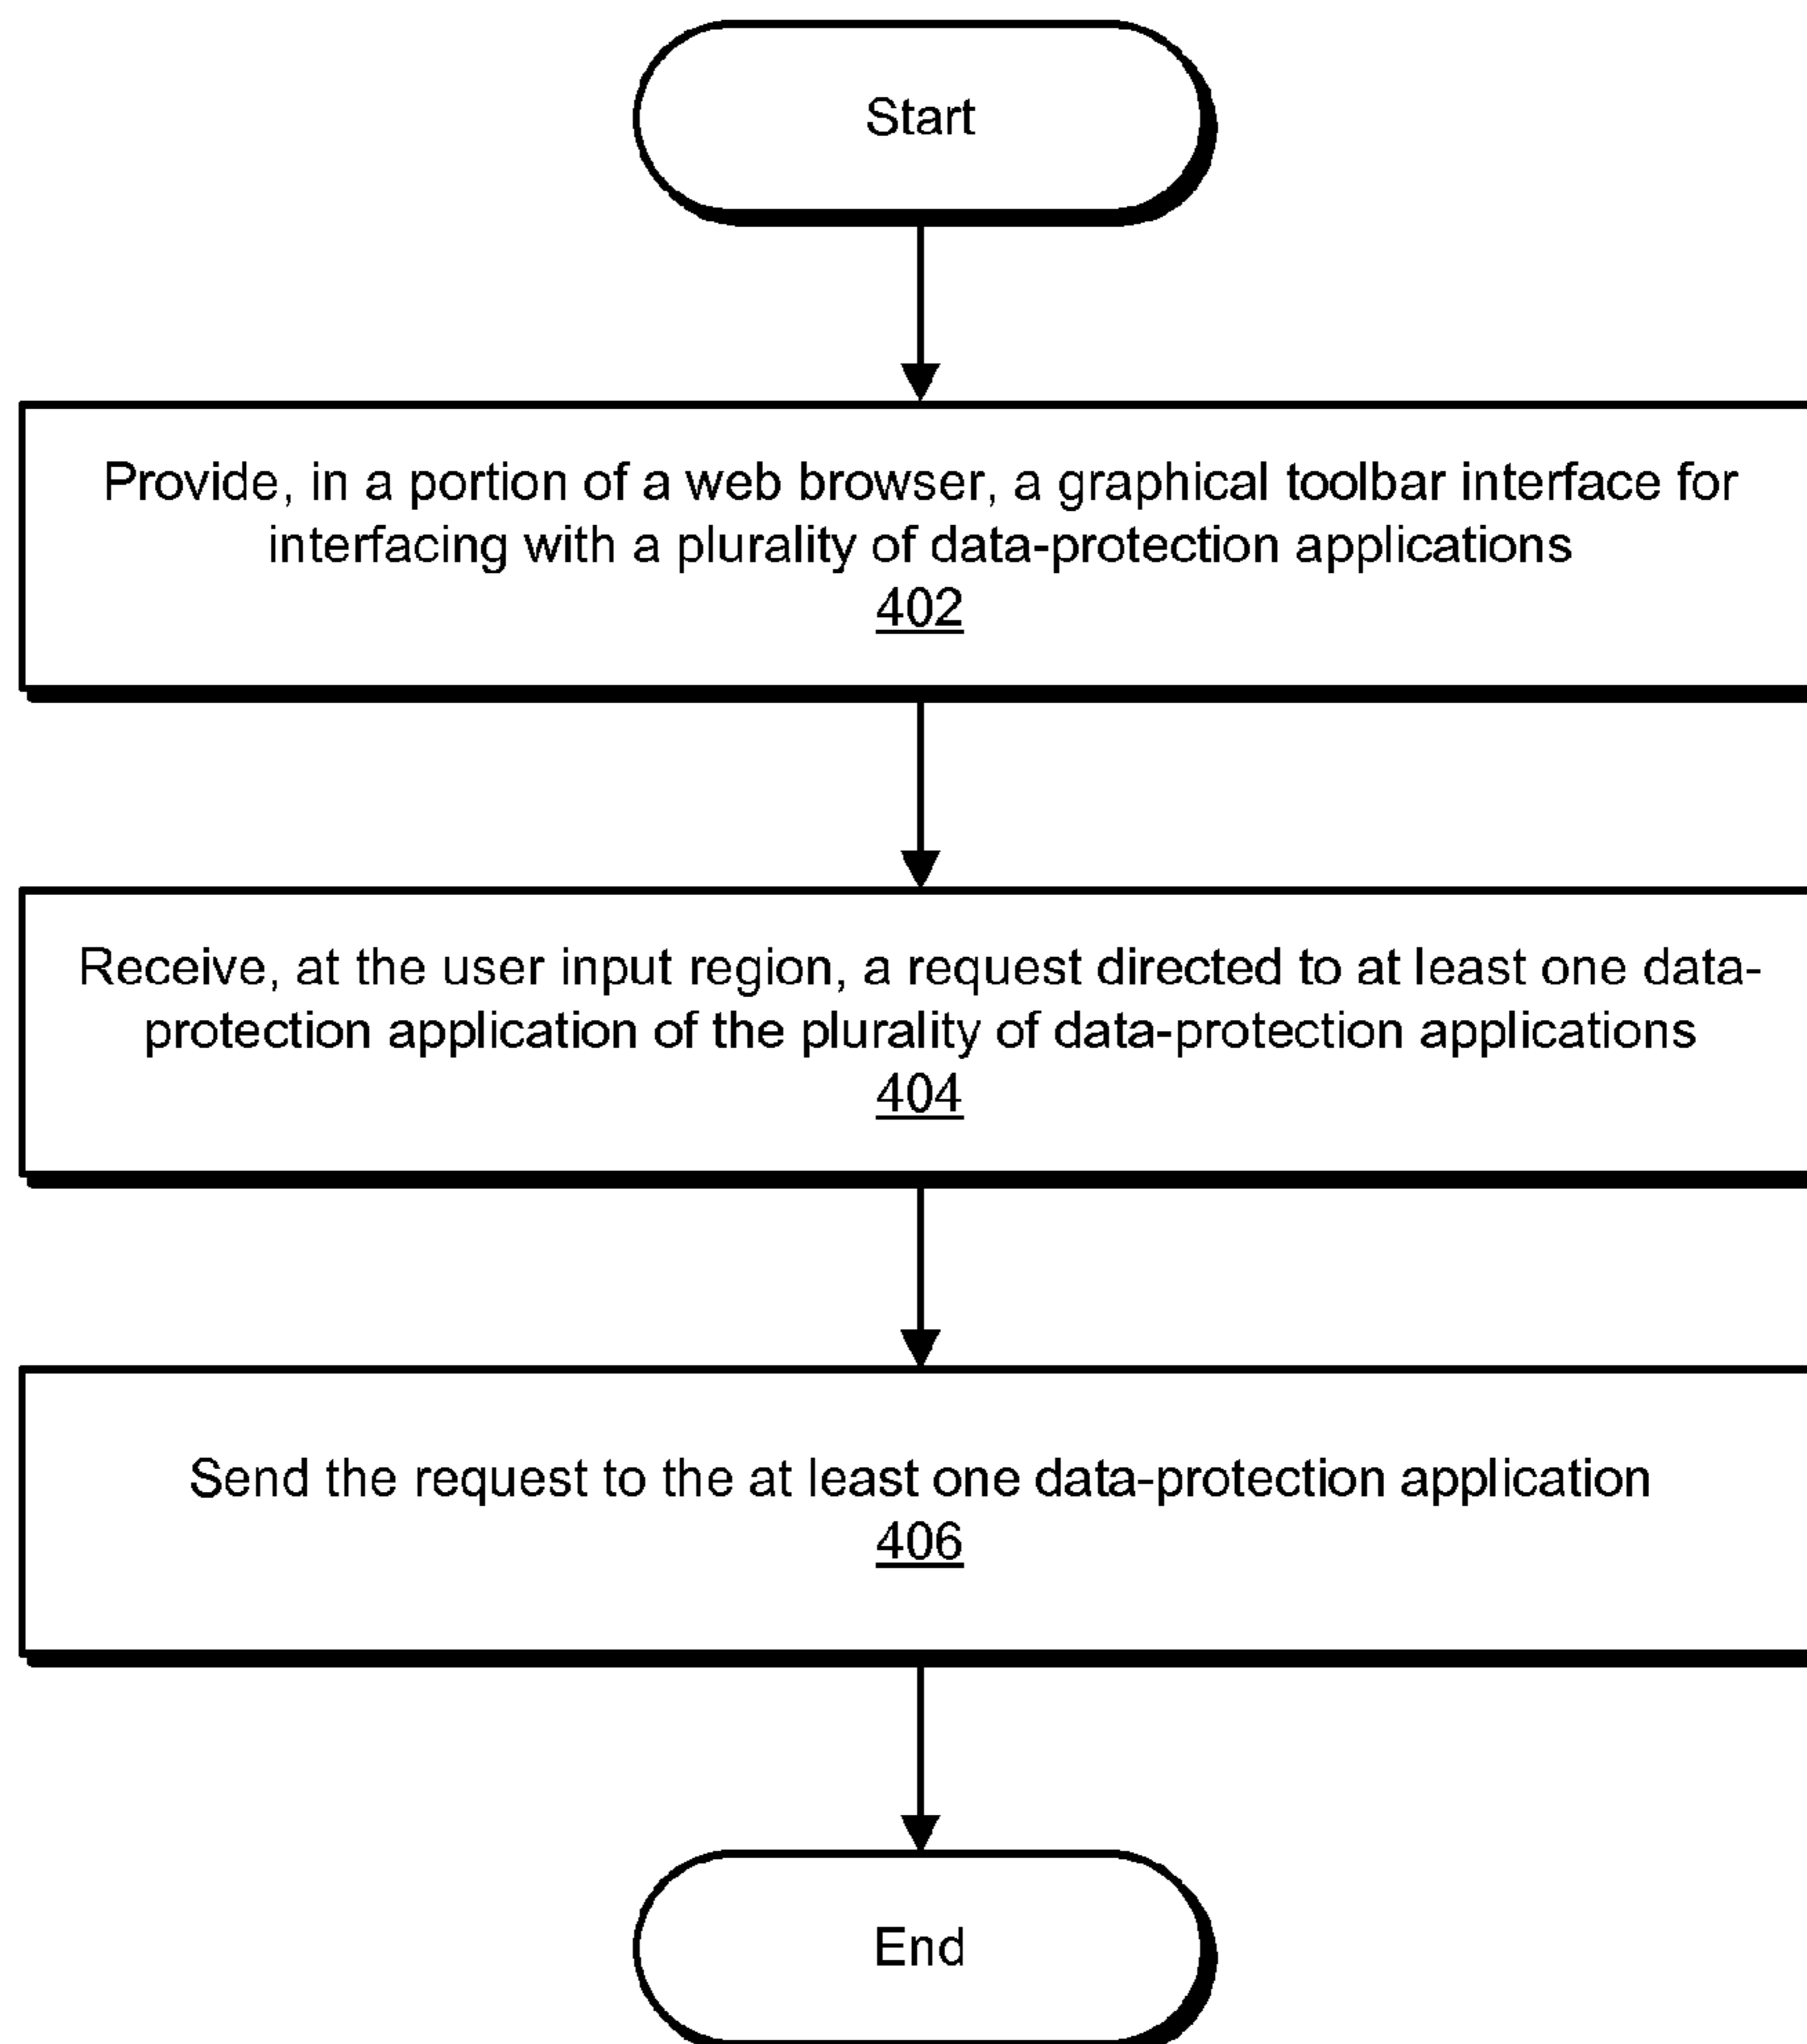 Start
Provide, in a portion of a web browser, a graphical toolbar interface for
interfacing with a plurality of data-protection applications
402
Receive, at the user input region, a request directed to at least one data-
protection application of the plurality of data-protection applications
404
Send the request to the at least one data-protection application
406
End